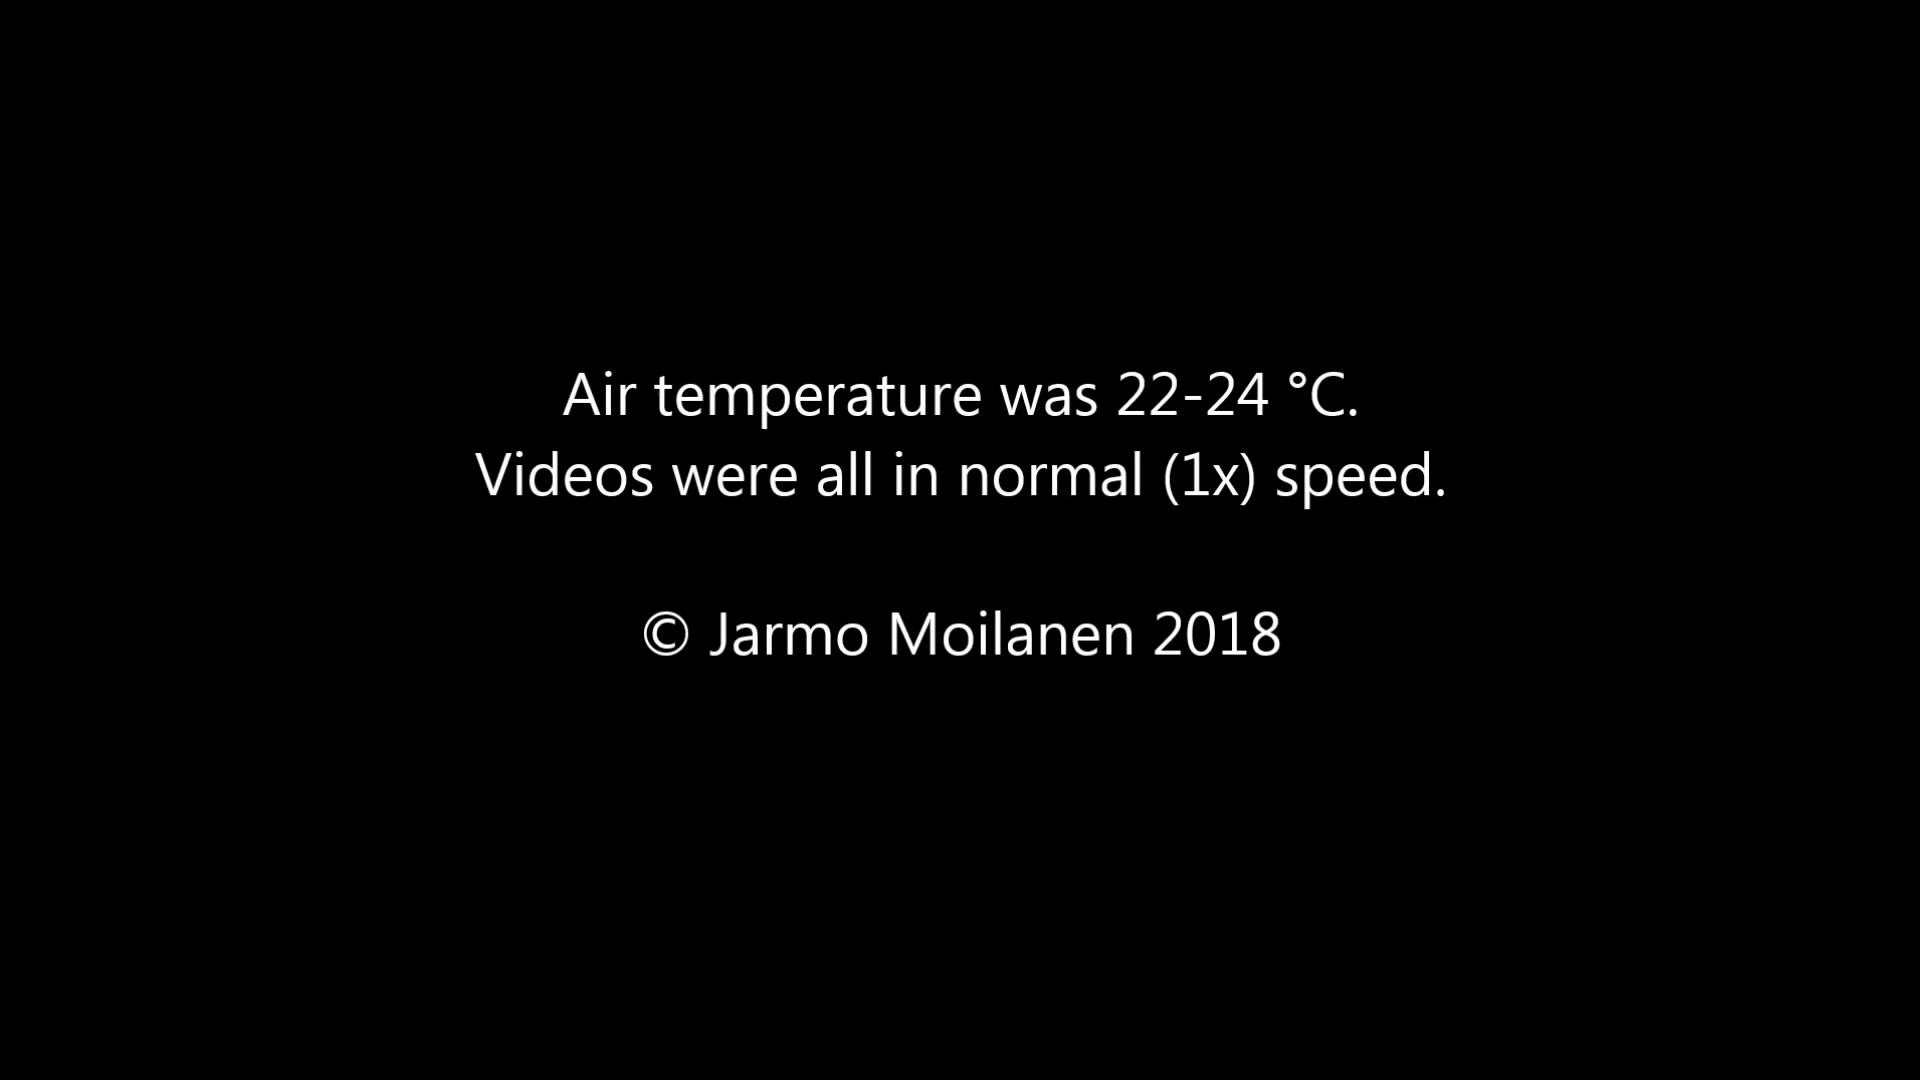 Air temperature was 22-24 °C.
Videos were all in normal (1x) speed.
© Jarmo Moilanen 2018